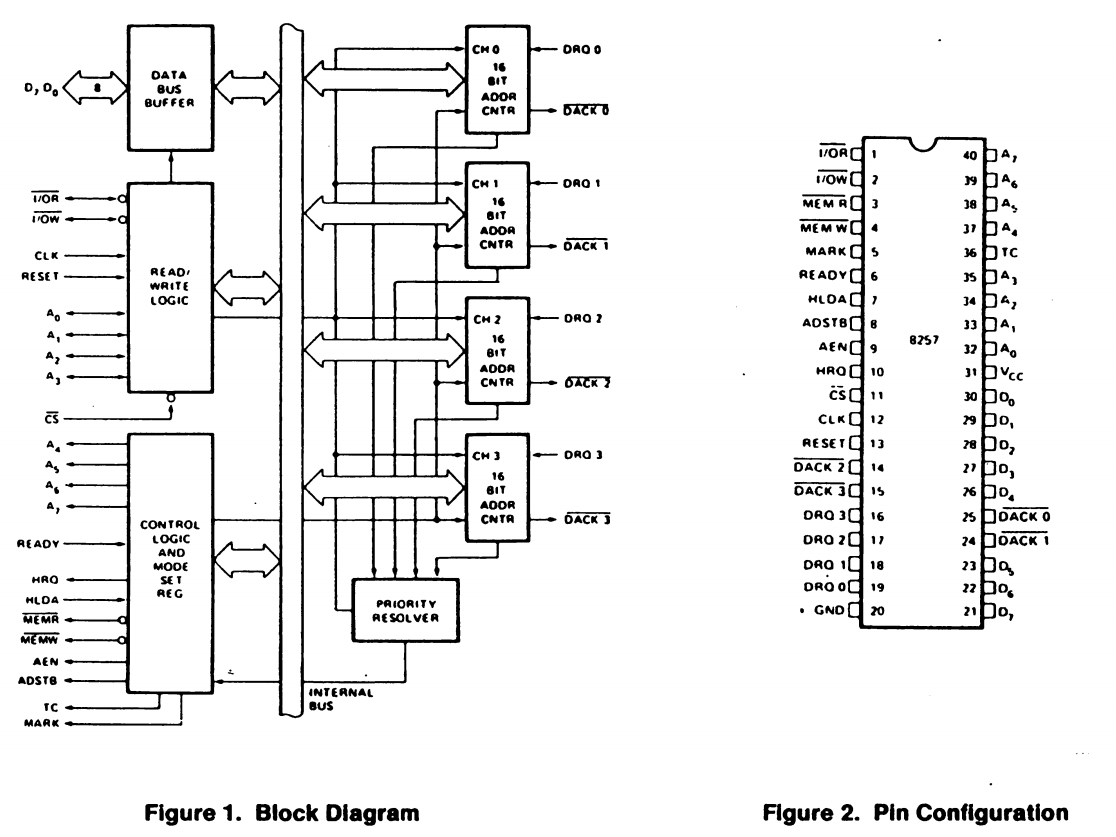 DATA
BUS
BUFFER
D7 D0
8
I/OR
I/OW
CLK
RESET
A0
A1
A2
A3
CS
READ/
WRITE
LOGIC
A4
A5
A6
A7
READY
HRQ
HLDA
MEMR
MEMW
AEN
ADSTB
TC
MARK
CONTROL
LOGIC
AND
MODE
SET
REG
INTERNAL
BUS
CH 0
16
BIT
ADDR
CNTR
DRQ 0
DACK 0
CH 1
16
BIT
ADDR
CNTR
DRQ 1
DACK 1
CH 2
16
BIT
ADDR
CNTR
DRQ 2
DACK 2
CH 3
16
BIT
ADDR
CNTR
DRQ 3
DACK 3
PRIORITY
RESOLVER
Figure 1. Block Diagram
I/OR 1 40 A7
I/OW 2 39 A6
MEM R 3 38 A5
MEM W 4 37 A4
MARK 5 36 TC
READY 6 35 A3
HLDA 7 34 A2
ADSTB 8 33 A1
8257
AEN 9 32 A0
HRQ 10 31 VCC
CS 11 30 D0
CLK 12 29 D1
RESET 13 28 D2
DACK 2 14 27 D3
DACK 3 15 26 D4
DRQ 3 16 25 DACK 0
DRQ 2 17 24 DACK 1
DRQ 1 18 23 D5
DRQ 0 19 22 D6
GND 20 21 D7
Figure 2. Pin Configuration